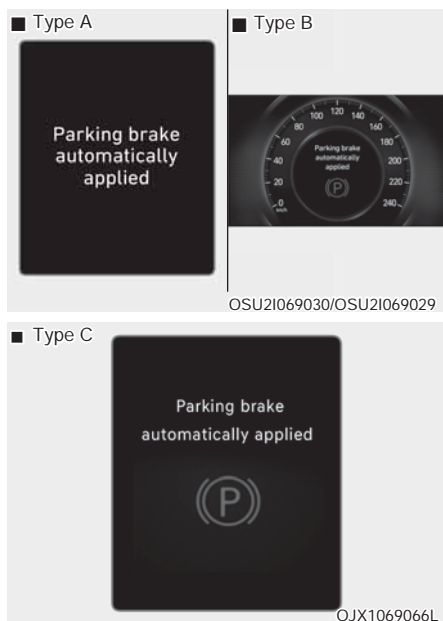 ■ Type A
Parking brake
automatically
applied
■ Type B
0
20
40
60
80
100
120
140
160
180
200
220
240
km/h
Parking brake
automatically
applied
P
OSU2I069030/OSU2I069029
■ Type C
Parking brake
automatically applied
P
OJX1069066L